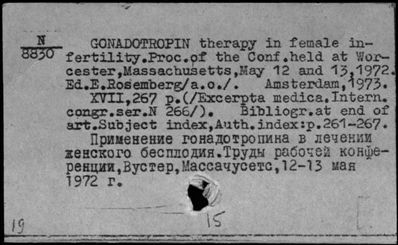 N
8830
GONADOTROPIN therapy in female in-
fertility.Proc.of the Conf.held at Wor-
cester,Massachusetts,May 12 and 13,1972.
Ed.E.Rosemberg/a.o./. Amsterdam,1973.
XVII,267 p.(/Excerpta medica.Intern.
congr.ser.N 266/). Bibliogr.at end of
art.Subject index,Auth.index:p.261-267.
Применение гонадотропина в лечении
женского бесплодия.Труды рабочей конфе-
ренции,Вустер,Массачусетс,12-13 мая
1972 г.
19
15